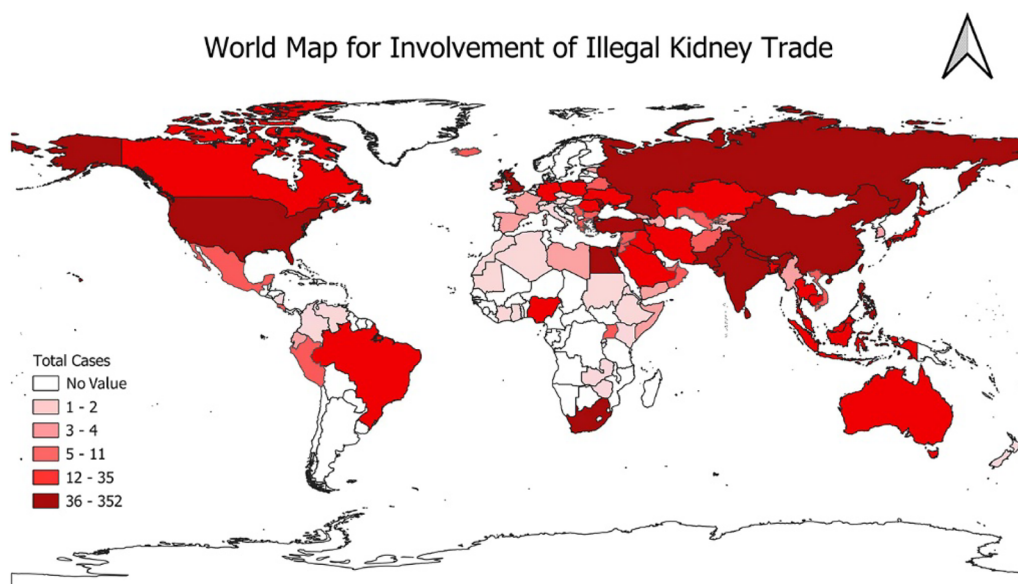 World Map for Involvement of Illegal Kidney Trade
Total Cases
No Value
1 - 2
3 - 4
5 - 11
12 - 35
36 - 352